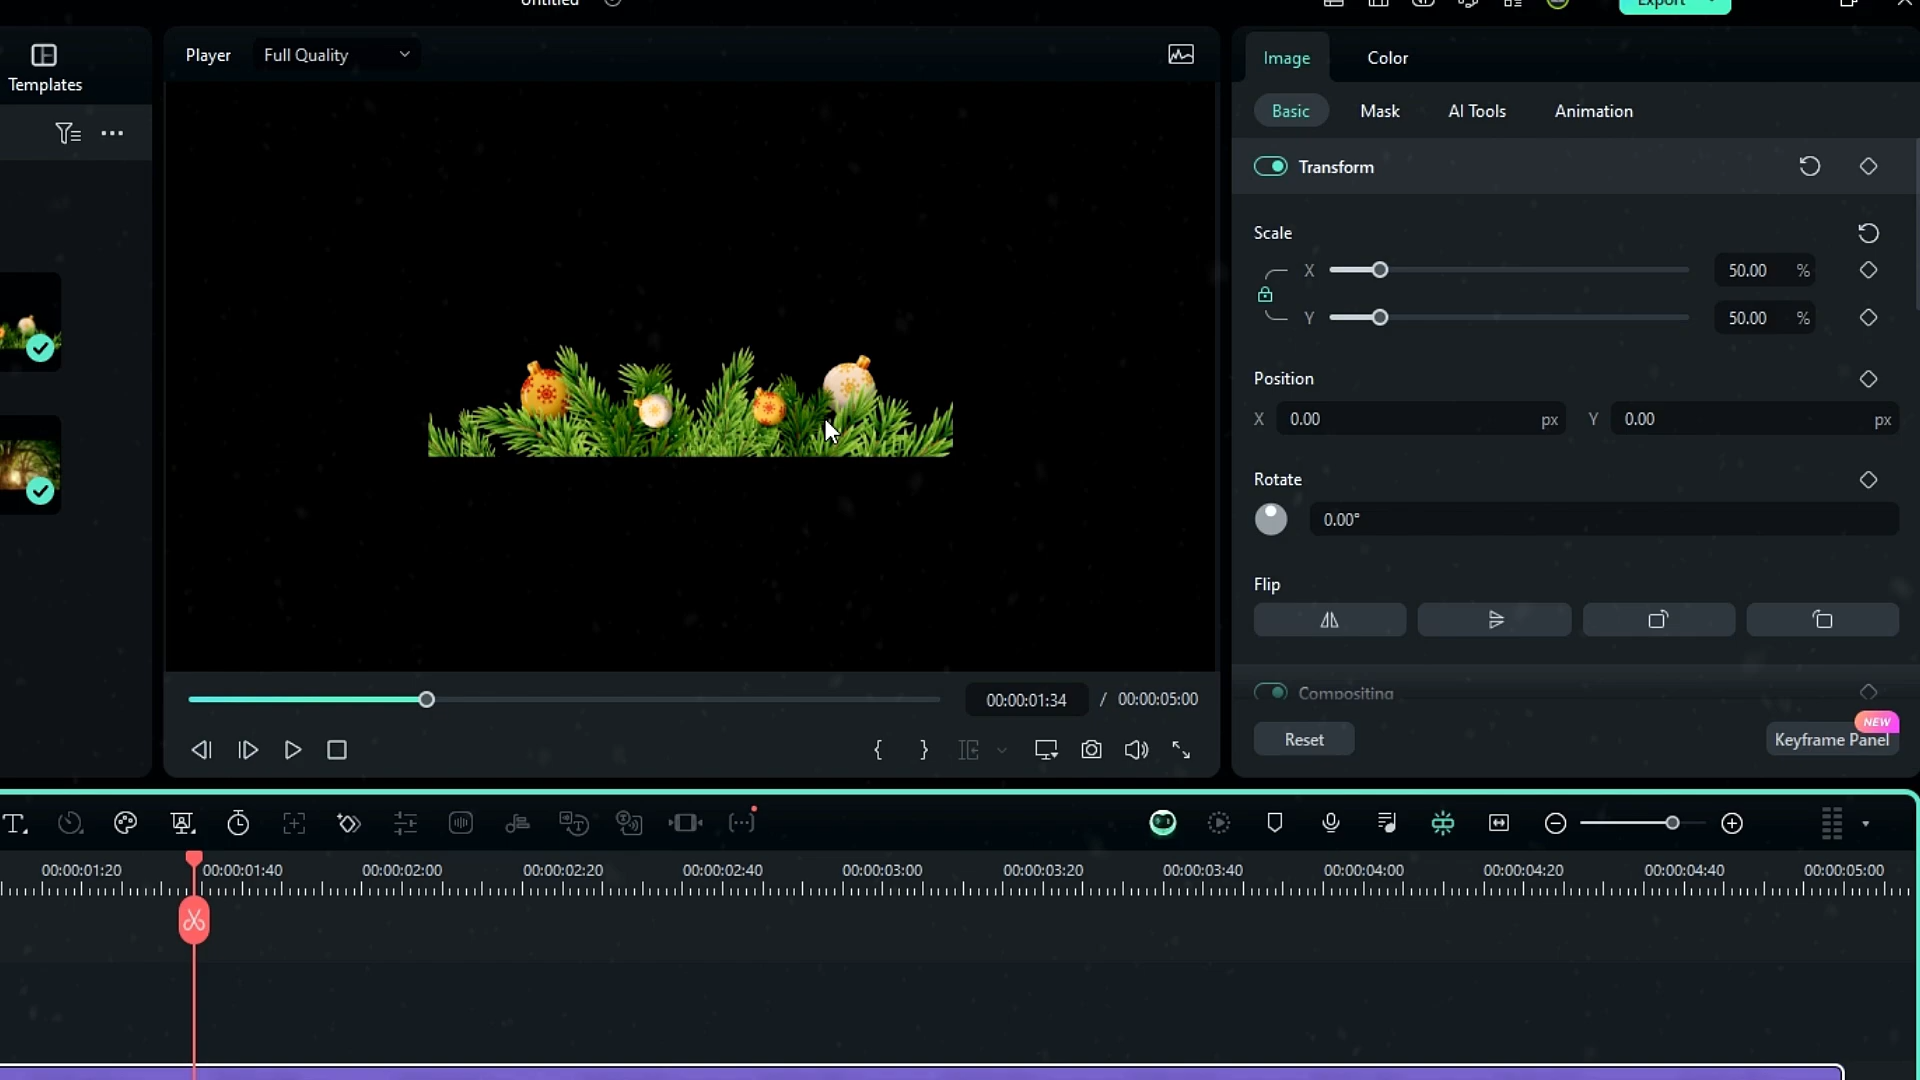 Untitled
Export
Templates
Player
Full Quality
Image
Color
Basic
Mask
AI Tools
Animation
Transform
Scale
X
50.00
%
Y
50.00
%
Position
X
0.00
px
Y
0.00
px
Rotate
0.00°
Flip
Compositing
00:00:01:34
/
00:00:05:00
Reset
NEW
Keyframe Panel
00:00:01:20
00:00:01:40
00:00:02:00
00:00:02:20
00:00:02:40
00:00:03:00
00:00:03:20
00:00:03:40
00:00:04:00
00:00:04:20
00:00:04:40
00:00:05:00